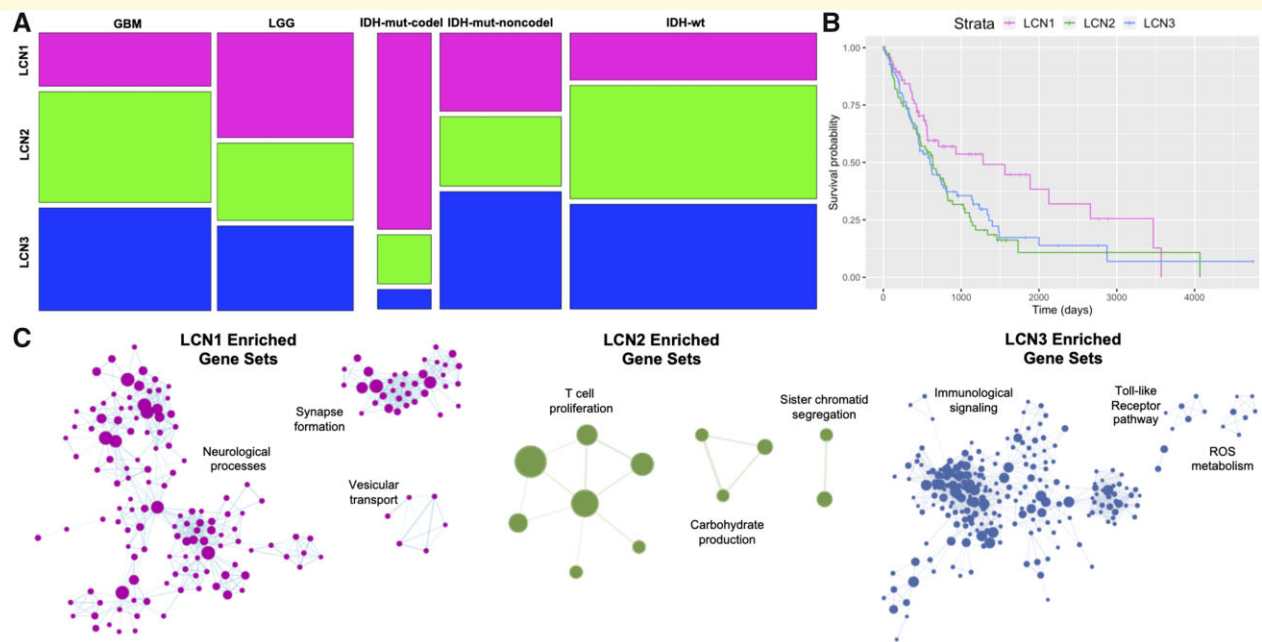 A
GBM
LGG
IDH-mut-codel
IDH-mut-noncodel
IDH-wt
LCN1
LCN2
LCN3
B
Strata
LCN1
LCN2
LCN3
Survival probability
1.00
0.75
0.50
0.25
0.00
0
1000
2000
3000
4000
Time (days)
C
LCN1 Enriched
Gene Sets
Neurological
processes
Synapse
formation
Vesicular
transport
LCN2 Enriched
Gene Sets
T cell
proliferation
Carbohydrate
production
Sister chromatid
segregation
LCN3 Enriched
Gene Sets
Immunological
signaling
Toll-like
Receptor
pathway
ROS
metabolism